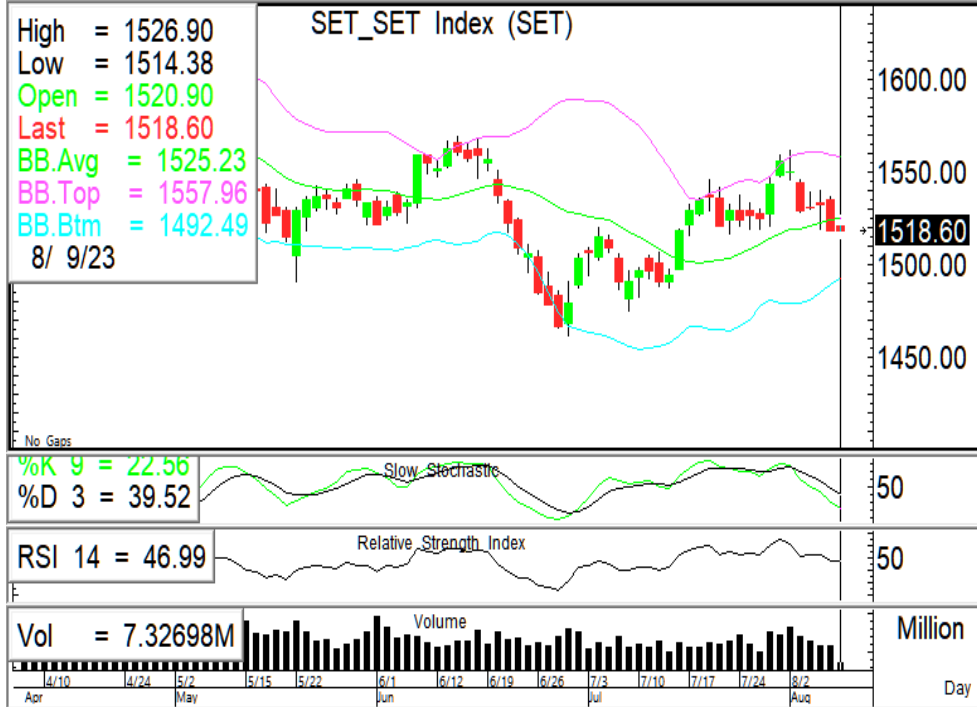 SET_SET Index (SET)
High = 1526.90
Low = 1514.38
Open = 1520.90
Last = 1518.60
BB.Avg = 1525.23
BB.Top = 1557.96
BB.Btm = 1492.49
8/ 9/23
1600.00
1550.00
1518.60
1500.00
1450.00
No Gaps
%K 9 = 22.56
%D 3 = 39.52
Slow Stochastic
50
RSI 14 = 46.99
Relative Strength Index
50
Vol = 7.32698M
Volume
Million
4/10 4/24 5/2 5/15 5/22 6/1 6/12 6/19 6/26 7/3 7/10 7/17 7/24 8/2
Apr May Jun Jul Aug
Day